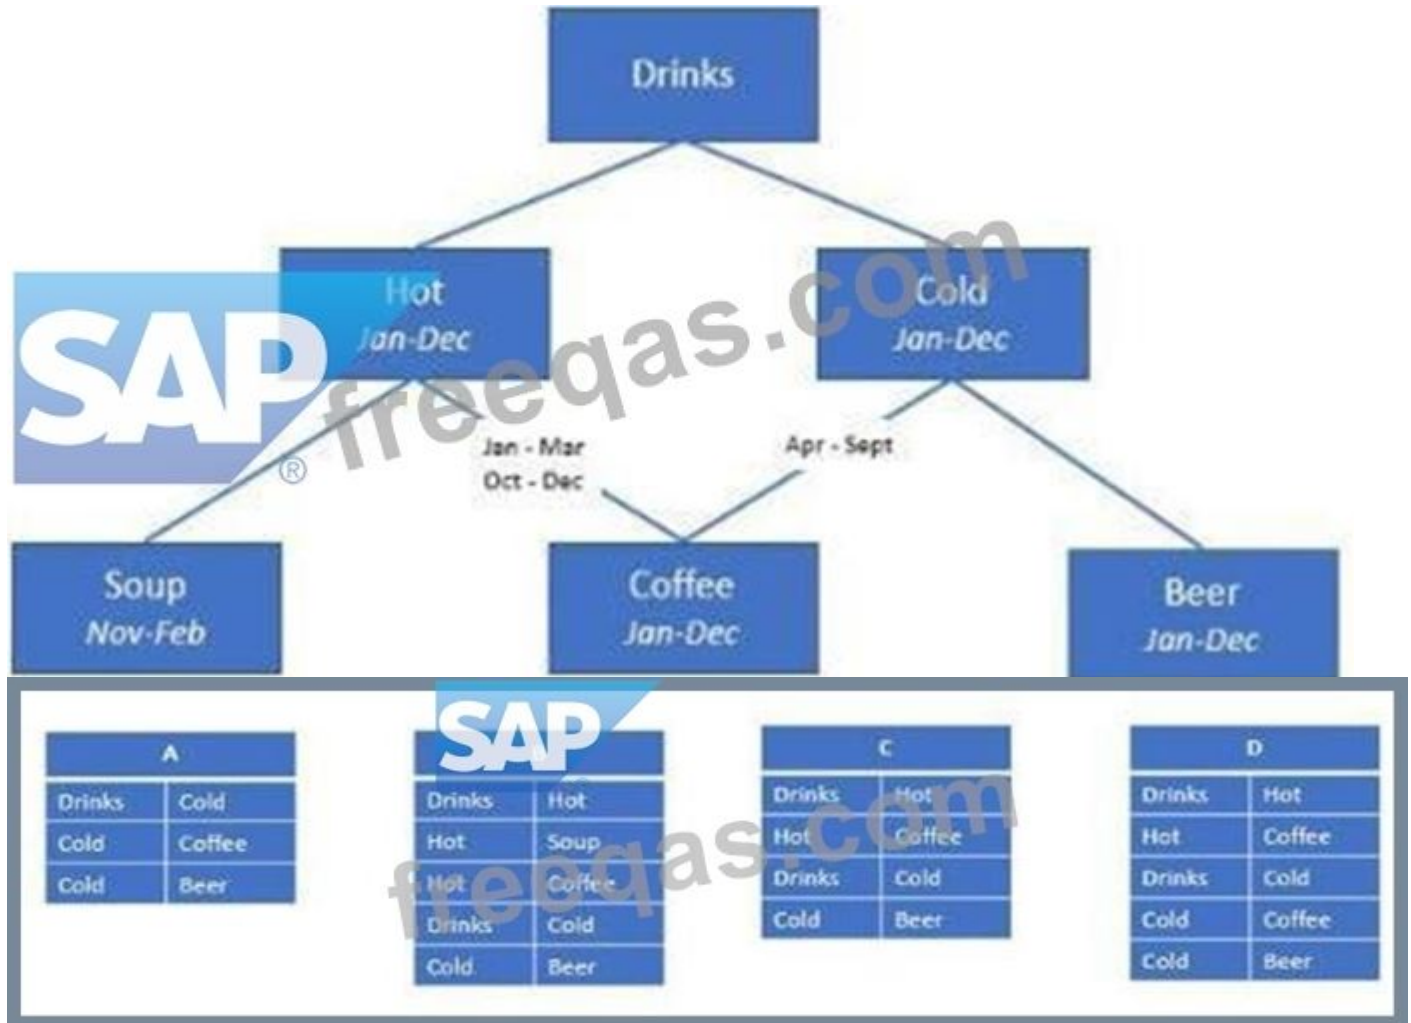 Drinks
Hot
Jan-Dec
Cold
Jan-Dec
SAP
®
freeqas.com
Jan - Mar
Oct - Dec
Apr - Sept
Soup
Nov-Feb
Coffee
Jan-Dec
Beer
Jan-Dec
A
Drinks Cold
Cold Coffee
Cold Beer
SAP
Drinks Hot
Hot Soup
Hot Coffee
Drinks Cold
Cold Beer
freeqas.com
C
Drinks Hot
Hot Coffee
Drinks Cold
Cold Beer
D
Drinks Hot
Hot Coffee
Drinks Cold
Cold Coffee
Cold Beer